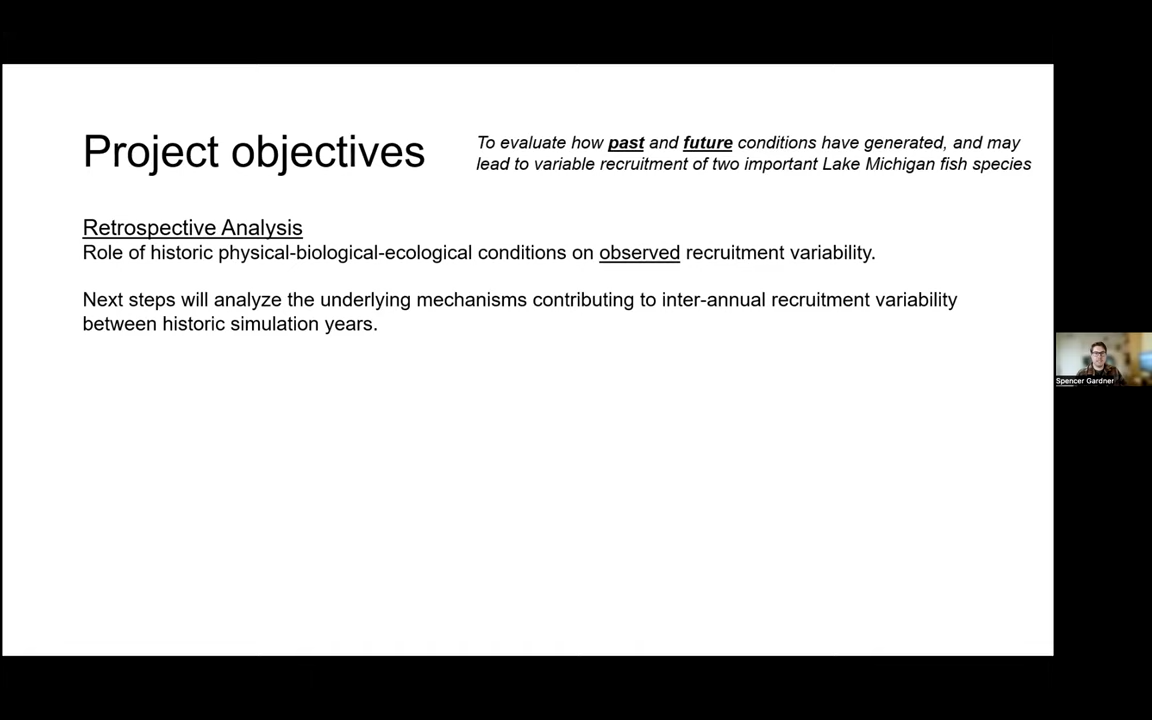 Project objectives
To evaluate how past and future conditions have generated, and may
lead to variable recruitment of two important Lake Michigan fish species
Retrospective Analysis
Role of historic physical-biological-ecological conditions on observed recruitment variability.
Next steps will analyze the underlying mechanisms contributing to inter-annual recruitment variability
between historic simulation years.
Spencer Gardner